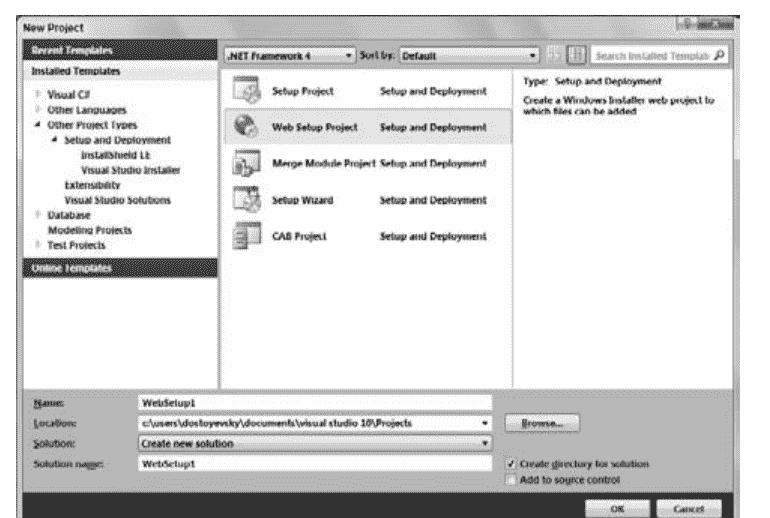 New Project
Recent Templates
.NET Framework 4
Sort by: Default
Search Installed Templat
Installed Templates
Visual C#
Other Languages
Other Project Types
Setup and Deployment
InstallShield LE
Visual Studio Installer
Extensibility
Visual Studio Solutions
Database
Modeling Projects
Test Projects
Online Templates
Setup Project Setup and Deployment
Web Setup Project Setup and Deployment
Merge Module Project Setup and Deployment
Setup Wizard Setup and Deployment
CAB Project Setup and Deployment
Type: Setup and Deployment
Create a Windows Installer web project to
which files can be added
Name: WebSetup1
Location: c:\users\dostoyevsky\documents\visual studio 10\Projects
Browse...
Solution: Create new solution
Solution name: WebSetup1
Create directory for solution
Add to source control
OK Cancel